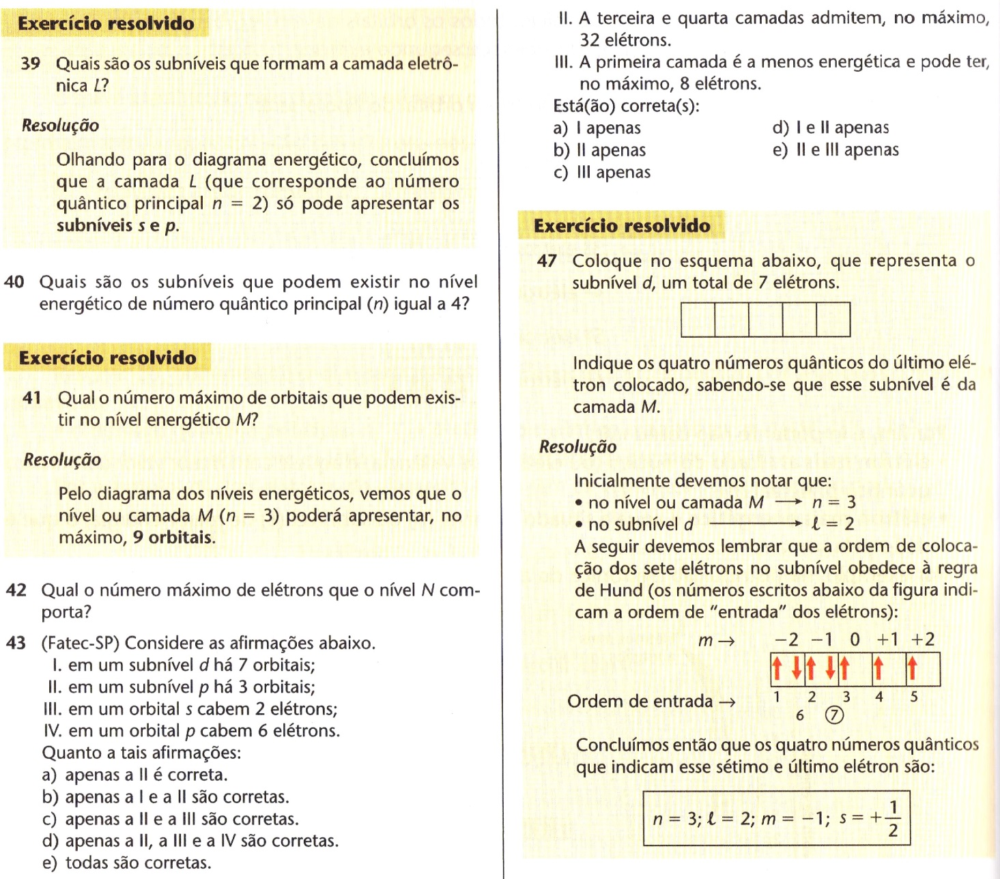 Exercício resolvido
39 Quais são os subníveis que formam a camada eletrô-
nica L?
Resolução
Olhando para o diagrama energético, concluímos
que a camada L (que corresponde ao número
quântico principal n = 2) só pode apresentar os
subníveis s e p.
40 Quais são os subníveis que podem existir no nível
energético de número quântico principal (n) igual a 4?
Exercício resolvido
41 Qual o número máximo de orbitais que podem exis-
tir no nível energético M?
Resolução
Pelo diagrama dos níveis energéticos, vemos que o
nível ou camada M (n = 3) poderá apresentar, no
máximo, 9 orbitais.
42 Qual o número máximo de elétrons que o nível N com-
porta?
43 (Fatec-SP) Considere as afirmações abaixo.
I. em um subnível d há 7 orbitais;
II. em um subnível p há 3 orbitais;
III. em um orbital s cabem 2 elétrons;
IV. em um orbital p cabem 6 elétrons.
Quanto a tais afirmações:
a) apenas a II é correta.
b) apenas a I e a II são corretas.
c) apenas a II e a III são corretas.
d) apenas a II, a III e a IV são corretas.
e) todas são corretas.
II. A terceira e quarta camadas admitem, no máximo,
32 elétrons.
III. A primeira camada é a menos energética e pode ter,
no máximo, 8 elétrons.
Está(ão) correta(s):
a) I apenas d) I e II apenas
b) II apenas e) II e III apenas
c) III apenas
Exercício resolvido
47 Coloque no esquema abaixo, que representa o
subnível d, um total de 7 elétrons.
Indique os quatro números quânticos do último elé-
tron colocado, sabendo-se que esse subnível é da
camada M.
Resolução
Inicialmente devemos notar que:
• no nível ou camada M → n = 3
• no subnível d → ℓ = 2
A seguir devemos lembrar que a ordem de coloca-
ção dos sete elétrons no subnível obedece à regra
de Hund (os números escritos abaixo da figura indi-
cam a ordem de “entrada” dos elétrons):
m → −2 −1 0 +1 +2
↑ ↓ ↑ ↓ ↑ ↑ ↑
Ordem de entrada → 1 2 3 4 5
6 ⑦
Concluímos então que os quatro números quânticos
que indicam esse sétimo e último elétron são:
n = 3; ℓ = 2; m = −1; s = +1/2